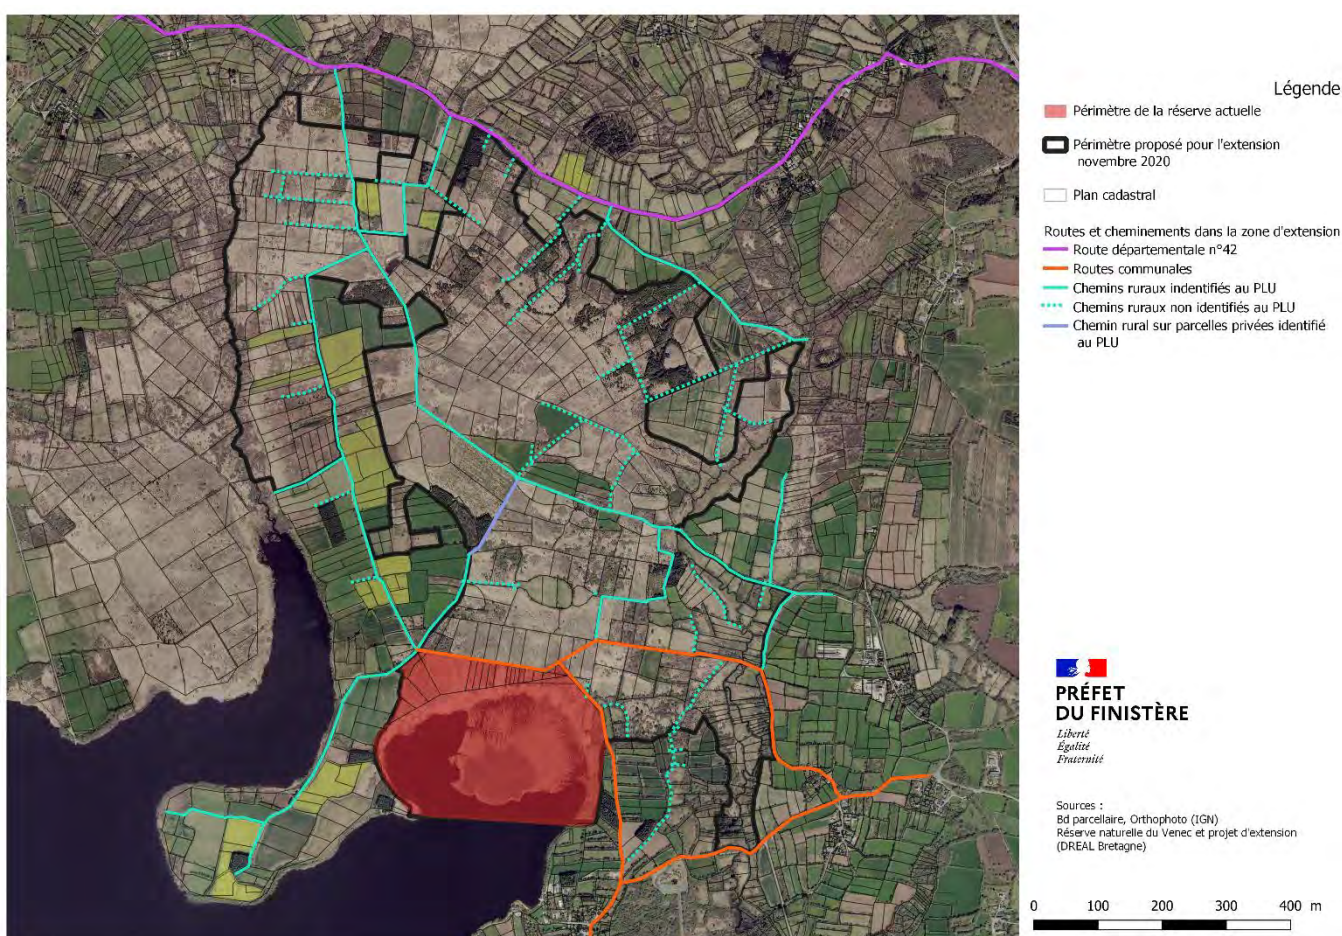 Légende
Périmètre de la réserve actuelle
Périmètre proposé pour l'extension
novembre 2020
Plan cadastral
Routes et cheminements dans la zone d'extension
Route départementale n°42
Routes communales
Chemins ruraux indentifiés au PLU
Chemins ruraux non identifiés au PLU
Chemin rural sur parcelles privées identifié
au PLU
PRÉFET
DU FINISTÈRE
Liberté
Égalité
Fraternité
Sources :
Bd parcellaire, Orthophoto (IGN)
Réserve naturelle du Venec et projet d'extension
(DREAL Bretagne)
0 100 200 300 400 m